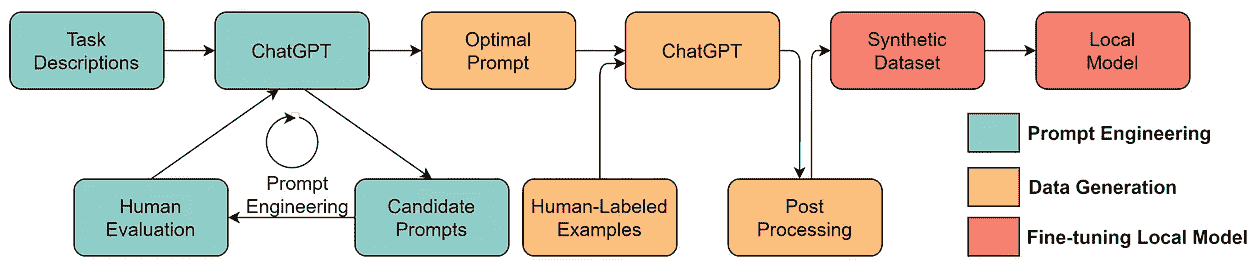 Task
Descriptions
ChatGPT
Optimal
Prompt
ChatGPT
Synthetic
Dataset
Local
Model
Human
Evaluation
Prompt
Engineering
Candidate
Prompts
Human-Labeled
Examples
Post
Processing
Prompt Engineering
Data Generation
Fine-tuning Local Model